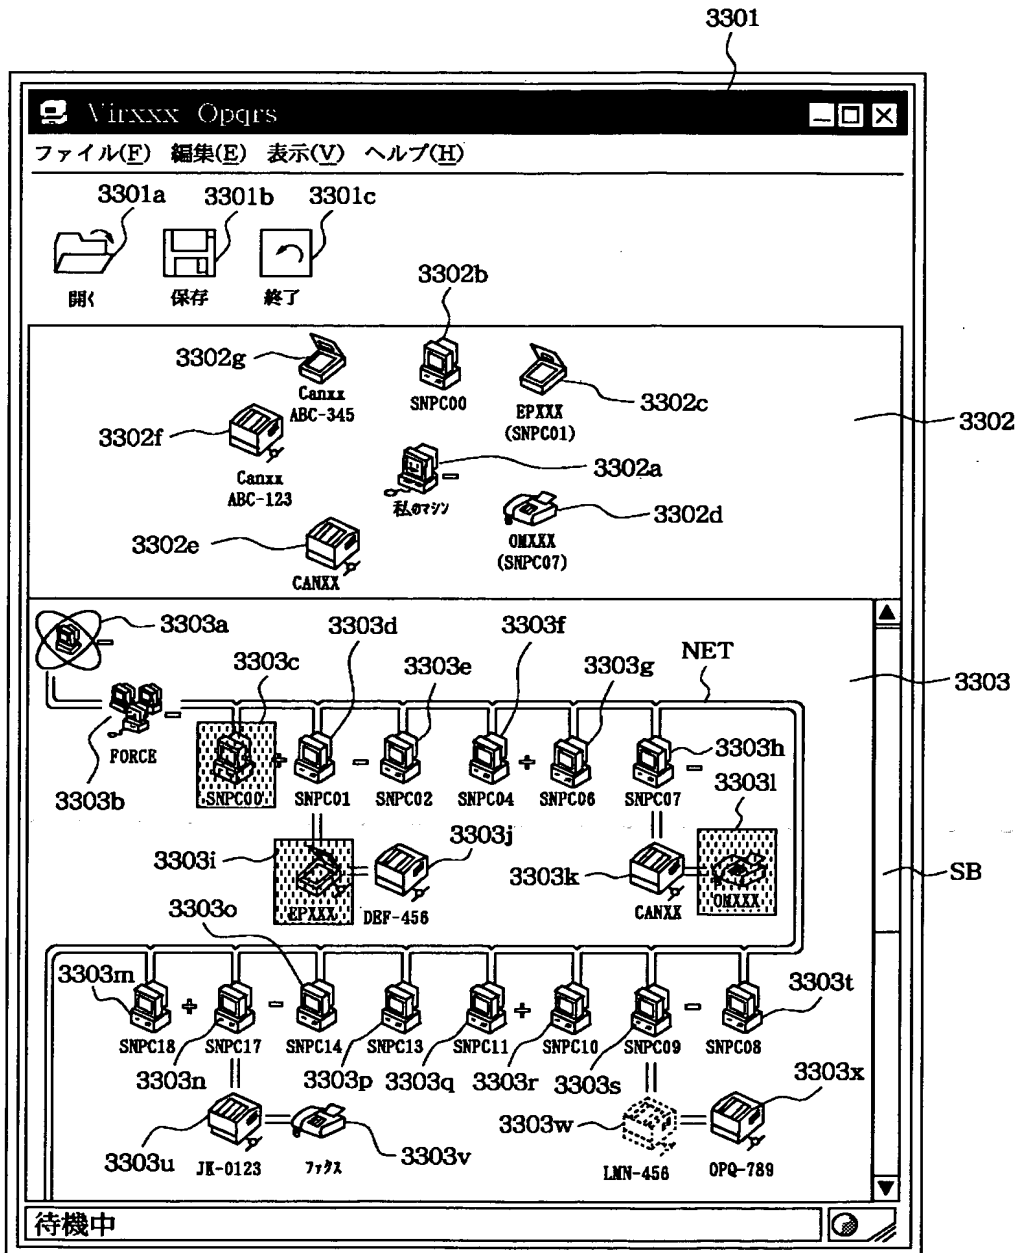 3301
Virxxx Opqrs
ファイル(F) 編集(E) 表示(V) ヘルプ(H)
3301a 3301b 3301c
開く 保存 終了
3302b
3302g
Canxx
ABC-345
SNPC00
EPXXX
(SNPC01)
3302c
3302
3302f
Canxx
ABC-123
3302a
私のマシン
3302d
OMXXX
(SNPC07)
3302e
CANXX
3303a 3303d 3303f
3303c 3303e 3303g NET
3303
FORCE
3303b
3303h
SNPC00 SNPC01 SNPC02 SNPC04 SNPC06 SNPC07
3303l
3303i 3303j
3303k
EPXXX DEF-456 CANXX OMXXX
SB
3303o
3303m 3303t
SNPC18 SNPC17 SNPC14 SNPC13 SNPC11 SNPC10 SNPC09 SNPC08
3303n 3303p 3303q 3303r 3303s 3303x
3303w
3303u JK-0123 ファックス 3303v LMN-456 OPQ-789
待機中